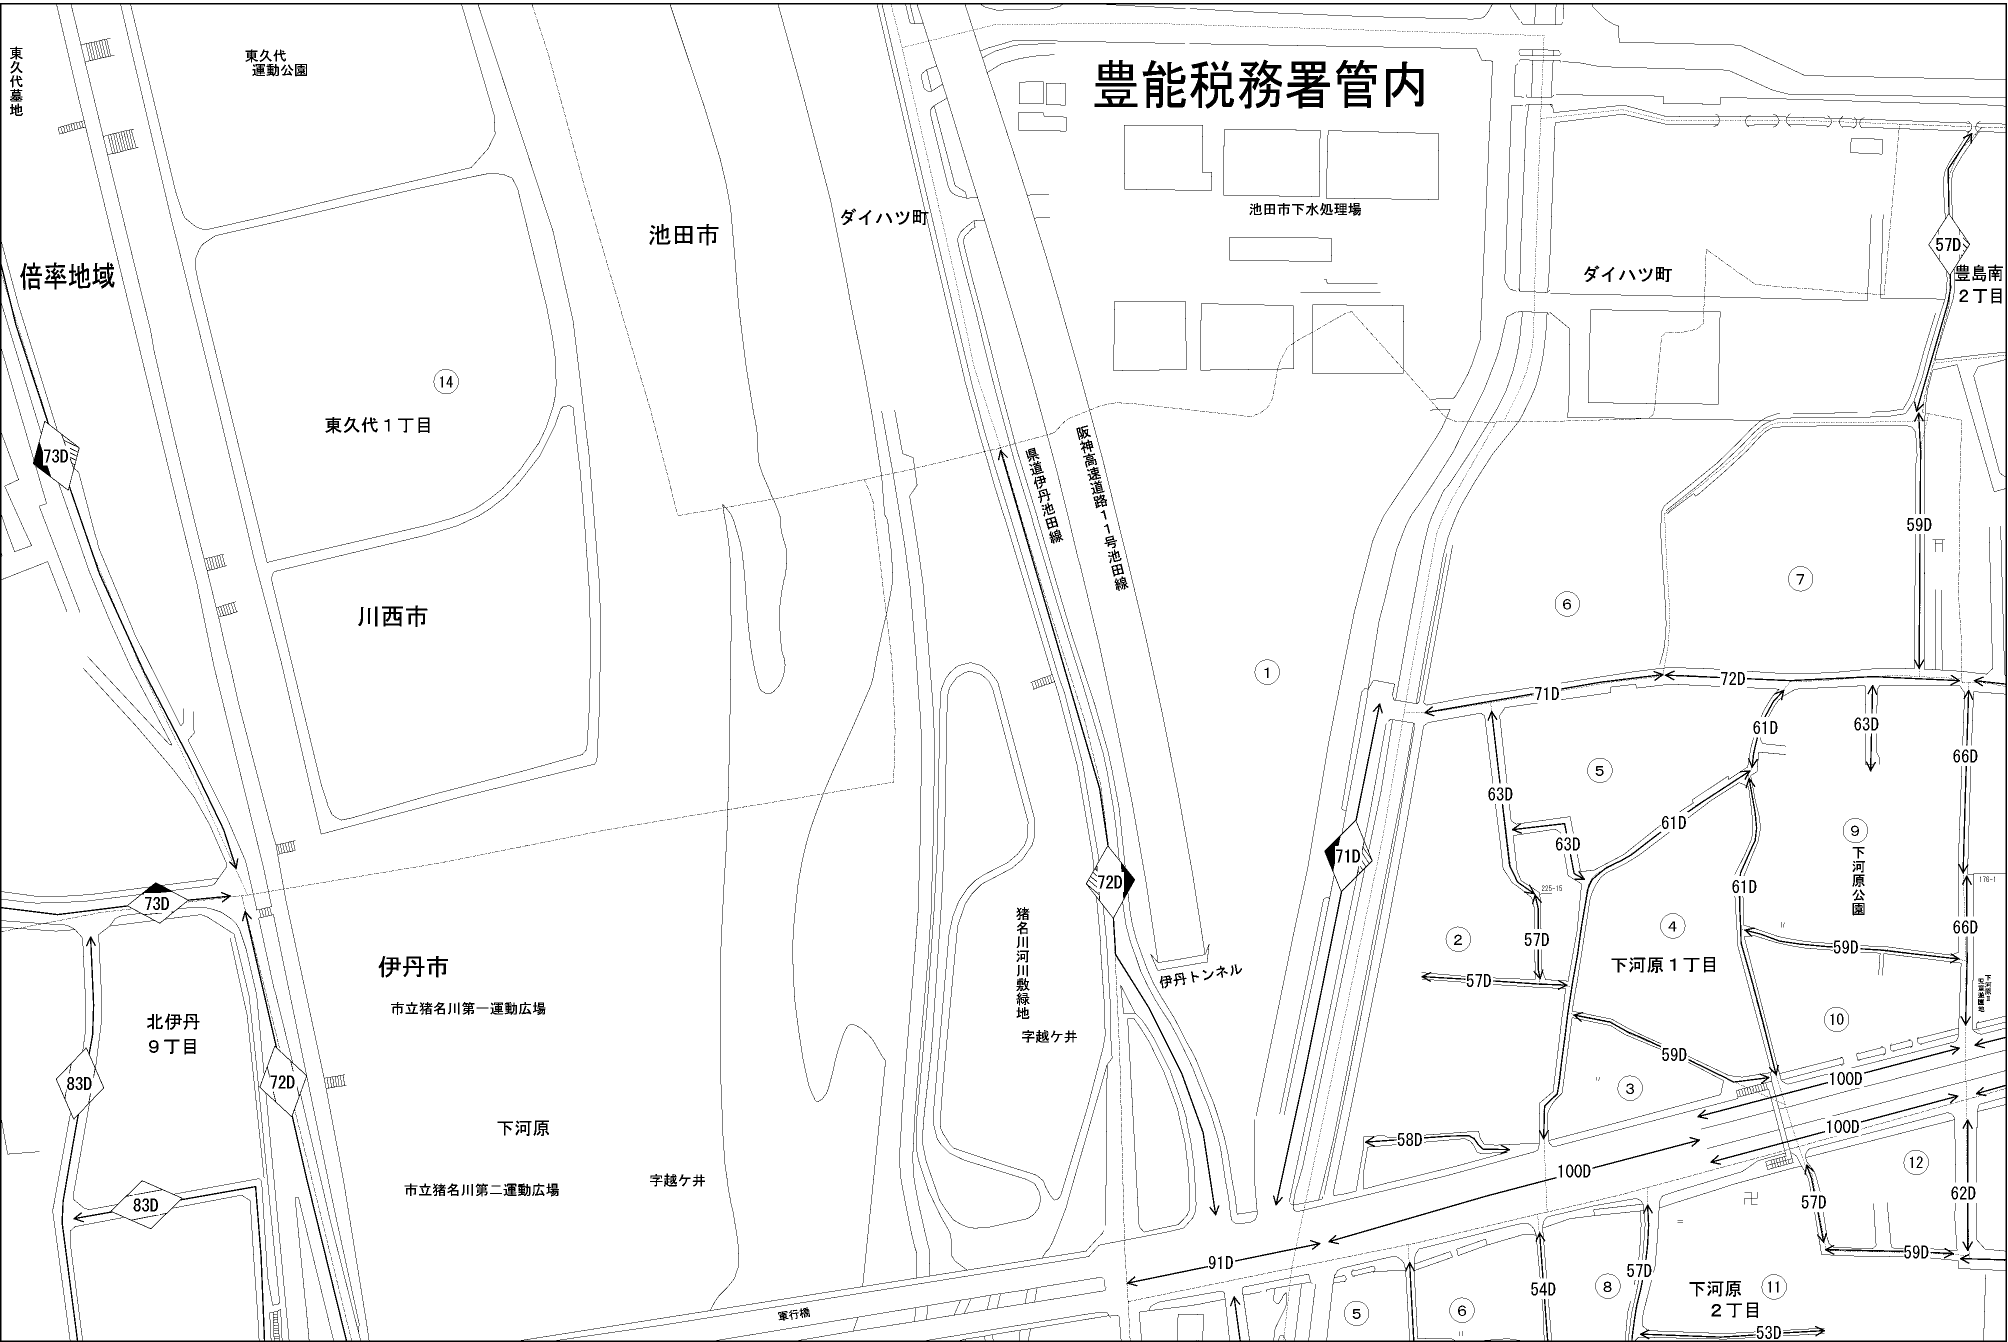 東久代墓地
東久代
運動公園
豊能税務署管内
池田市
ダイハツ町
池田市下水処理場
57D
ダイハツ町
豊島南
2丁目
倍率地域
14
東久代1丁目
73D
県道伊丹池田線
阪神高速道路11号池田線
59D
7
6
川西市
1
71D
72D
61D
63D
66D
5
63D
61D
63D
9
下河原公園
71D
72D
73D
225-15
176-1
61D
57D
2
4
66D
59D
猪名川河川敷緑地
下河原1丁目
伊丹市
伊丹トンネル
57D
市立猪名川第一運動広場
北伊丹
9丁目
字越ケ井
10
59D
83D
72D
3
100D
下河原
100D
58D
12
100D
字越ケ井
市立猪名川第二運動広場
83D
57D
62D
59D
91D
57D
54D
8
下河原
2丁目
11
軍行橋
5
6
53D